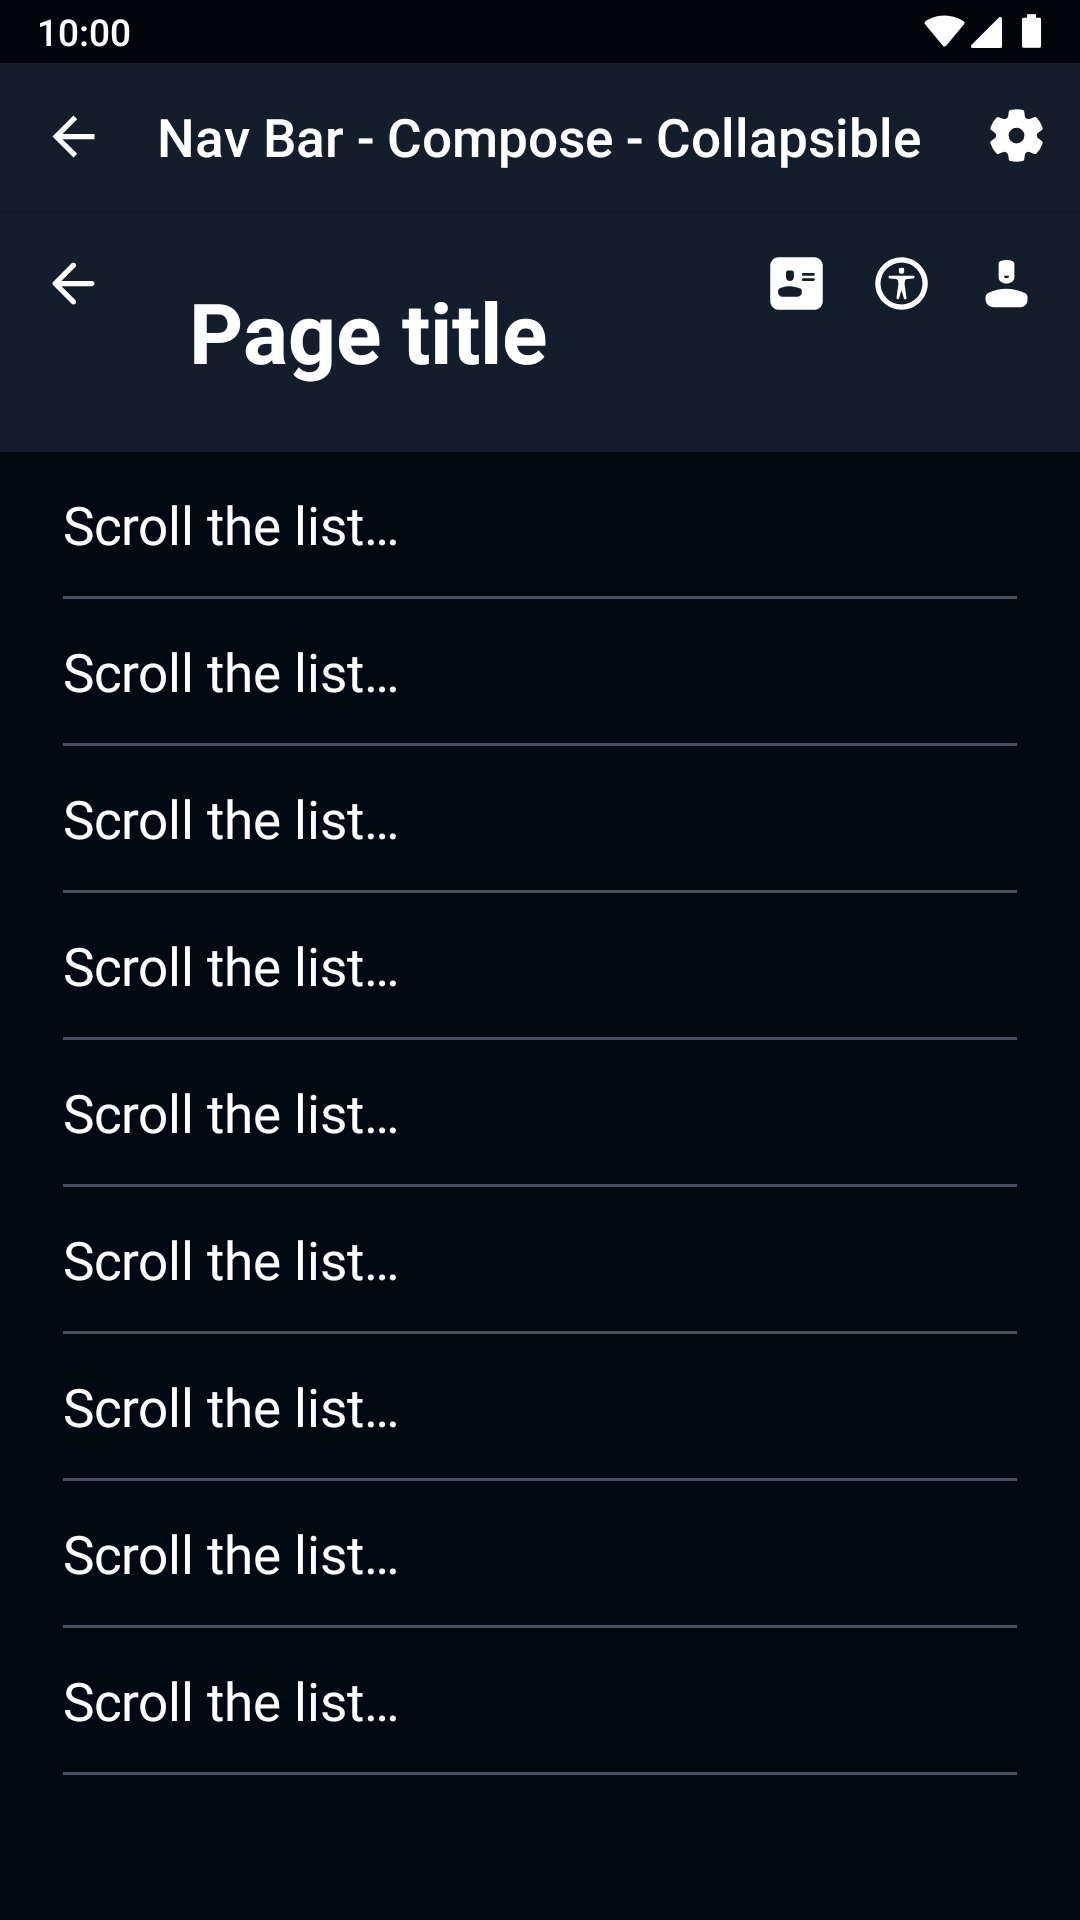 10:00
Nav Bar - Compose - Collapsible
Page title
Scroll the list…
Scroll the list…
Scroll the list…
Scroll the list…
Scroll the list…
Scroll the list…
Scroll the list…
Scroll the list…
Scroll the list…